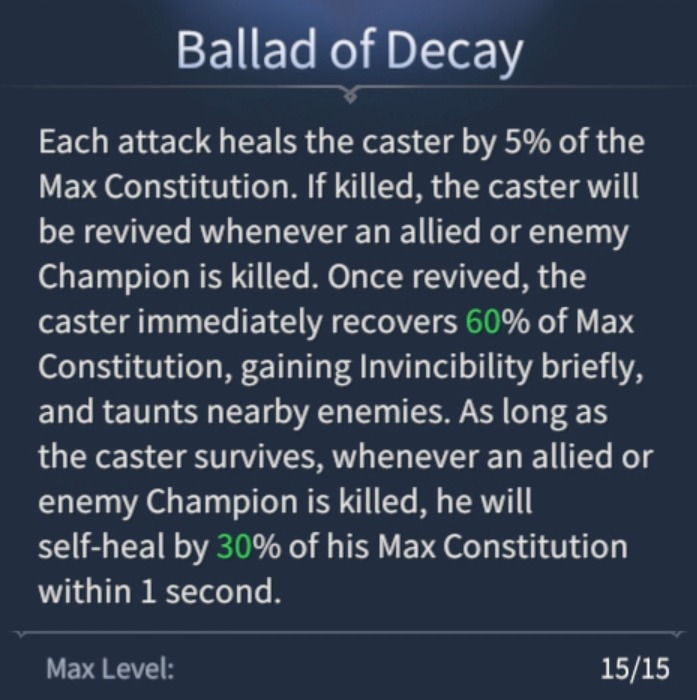 Ballad of Decay
Each attack heals the caster by 5% of the
Max Constitution. If killed, the caster will
be revived whenever an allied or enemy
Champion is killed. Once revived, the
caster immediately recovers 60% of Max
Constitution, gaining Invincibility briefly,
and taunts nearby enemies. As long as
the caster survives, whenever an allied or
enemy Champion is killed, he will
self-heal by 30% of his Max Constitution
within 1 second.
Max Level: 15/15